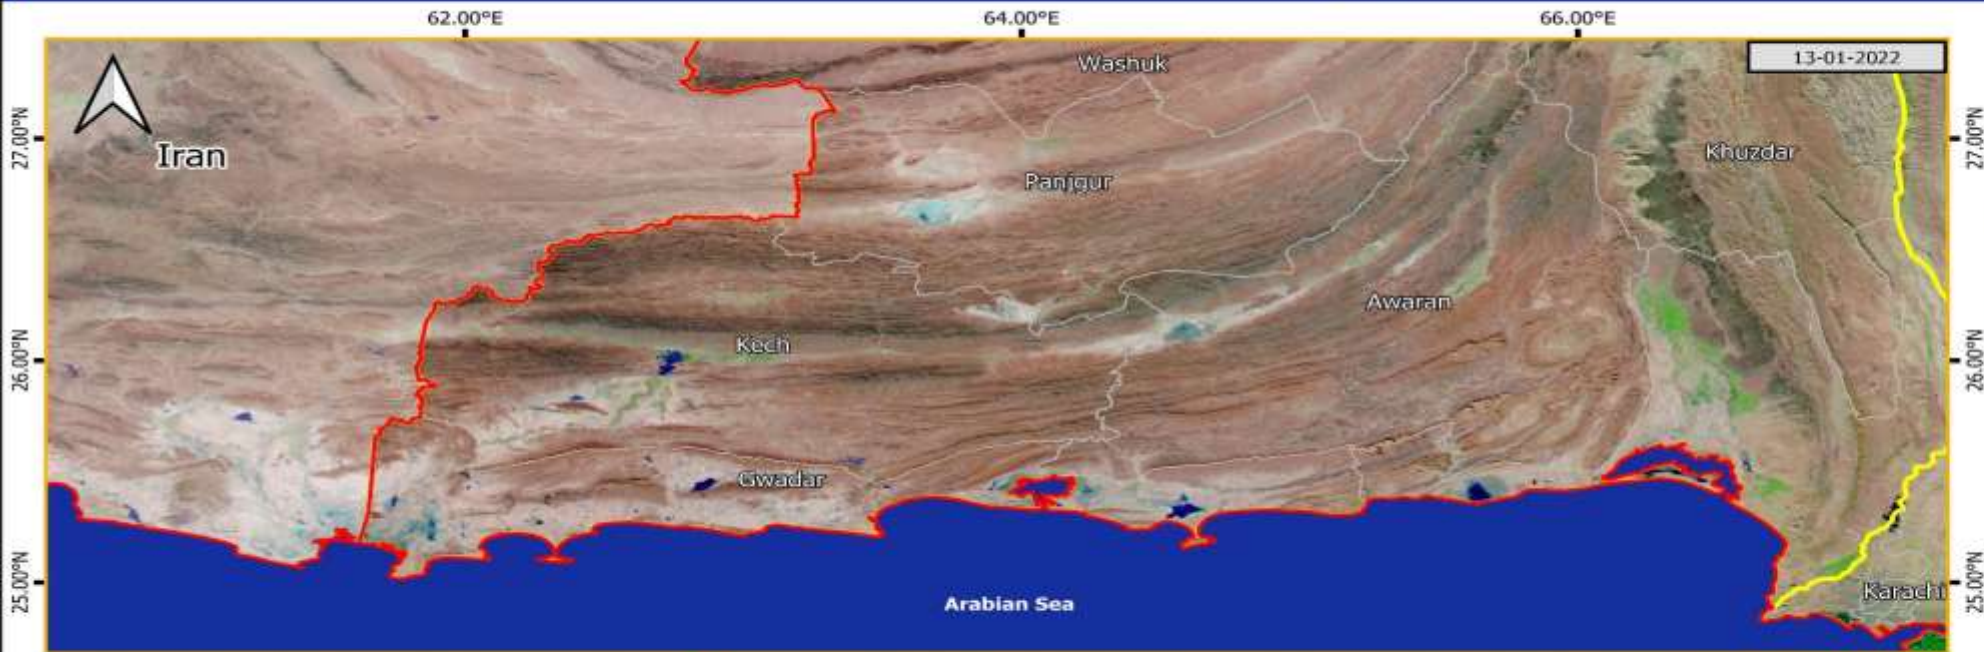 62.00°E 64.00°E 66.00°E
13-01-2022
Washuk
27.00°N 27.00°N
Iran
Khuzdar
Panjgur
Awaran
26.00°N 26.00°N
Kech
Gwadar
25.00°N 25.00°N
Karachi
Arabian Sea